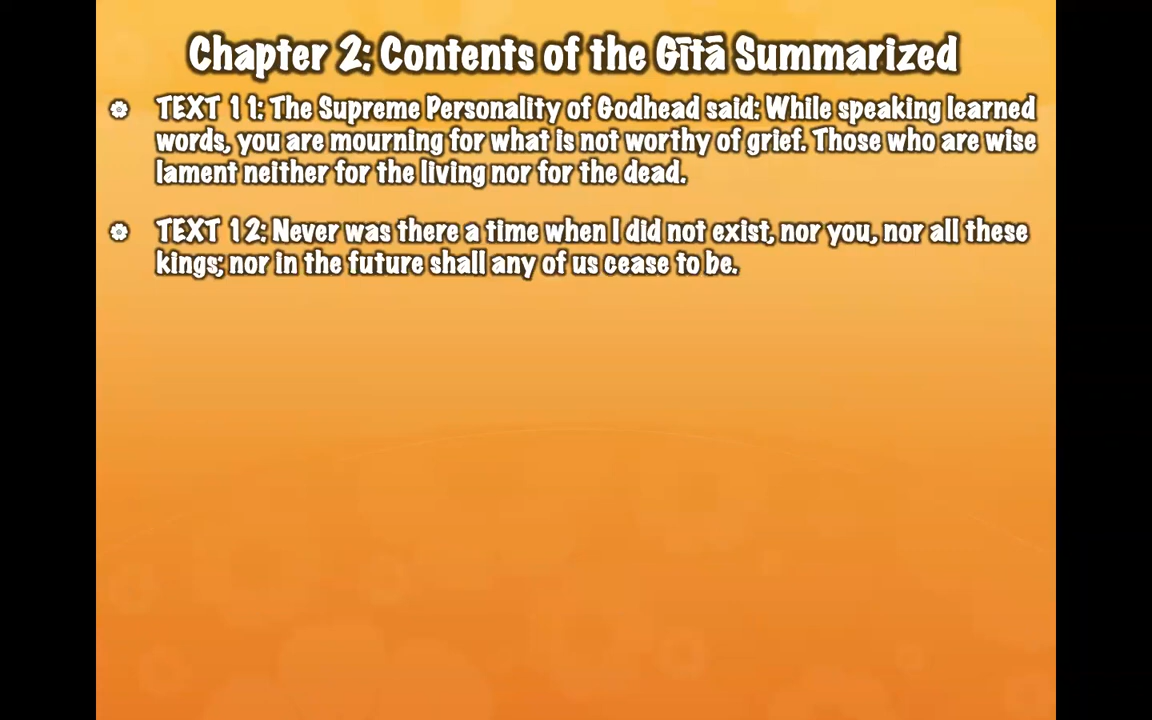 Chapter 2: Contents of the Gītā Summarized
TEXT 11: The Supreme Personality of Godhead said: While speaking learned
words, you are mourning for what is not worthy of grief. Those who are wise
lament neither for the living nor for the dead.
TEXT 12: Never was there a time when I did not exist, nor you, nor all these
kings; nor in the future shall any of us cease to be.